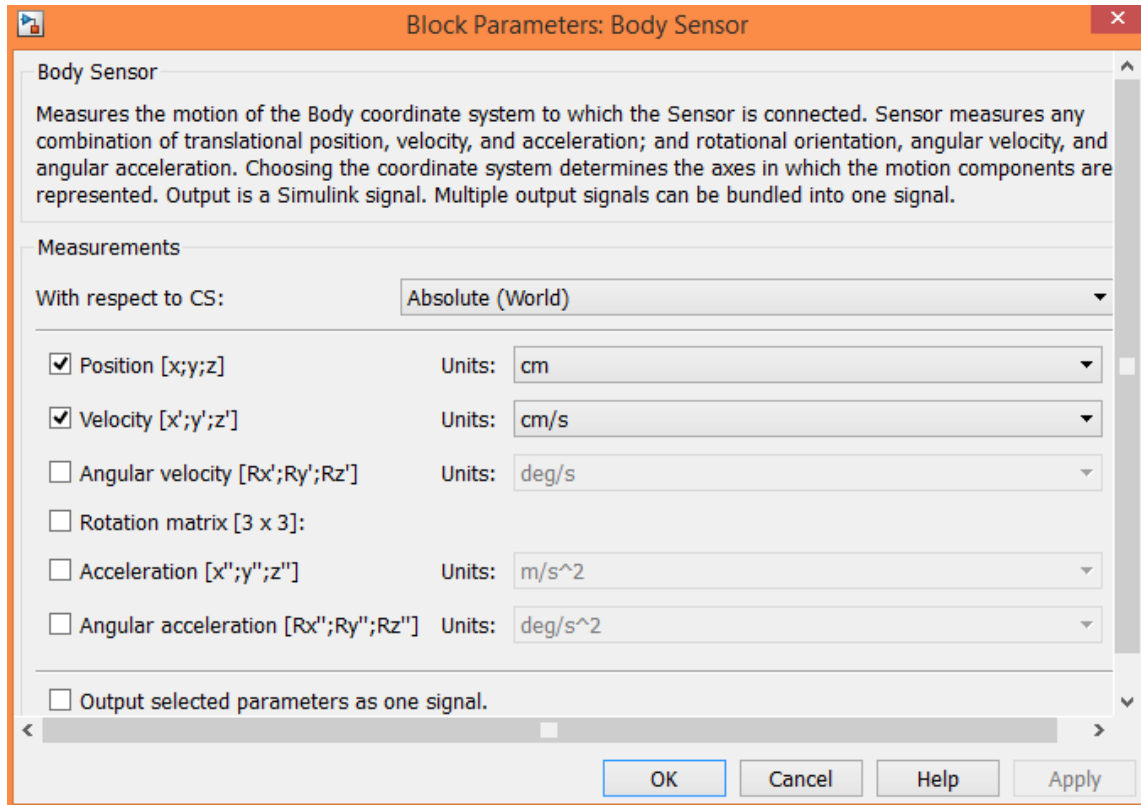 Block Parameters: Body Sensor
Body Sensor
Measures the motion of the Body coordinate system to which the Sensor is connected. Sensor measures any
combination of translational position, velocity, and acceleration; and rotational orientation, angular velocity, and
angular acceleration. Choosing the coordinate system determines the axes in which the motion components are
represented. Output is a Simulink signal. Multiple output signals can be bundled into one signal.
Measurements
With respect to CS: Absolute (World)
Position [x;y;z] Units: cm
Velocity [x';y';z'] Units: cm/s
Angular velocity [Rx';Ry';Rz'] Units: deg/s
Rotation matrix [3 x 3]:
Acceleration [x'';y'';z''] Units: m/s^2
Angular acceleration [Rx'';Ry'';Rz''] Units: deg/s^2
Output selected parameters as one signal.
OK Cancel Help Apply